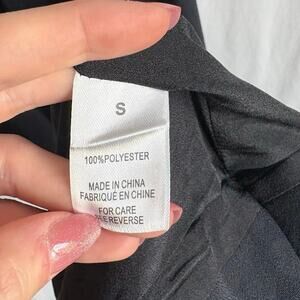 S
100%POLYESTER
MADE IN CHINA
FABRIQUÉ EN CHINE
FOR CARE
REVERSE